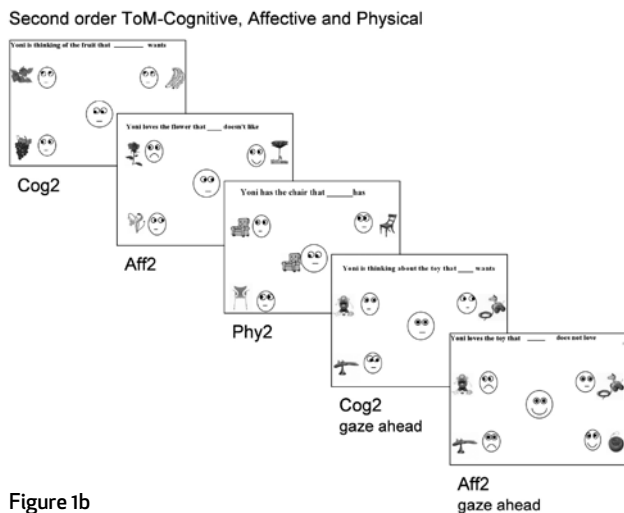 Second order ToM-Cognitive, Affective and Physical
Yoni is thinking of the fruit that ________ wants
Cog2
Yoni loves the flower that ____ doesn't like
Aff2
Yoni has the chair that ______has
Phy2
Yoni is thinking about the toy that ____ wants
Cog2
gaze ahead
Yoni loves the toy that _____ does not love
Aff2
gaze ahead
Figure 1b